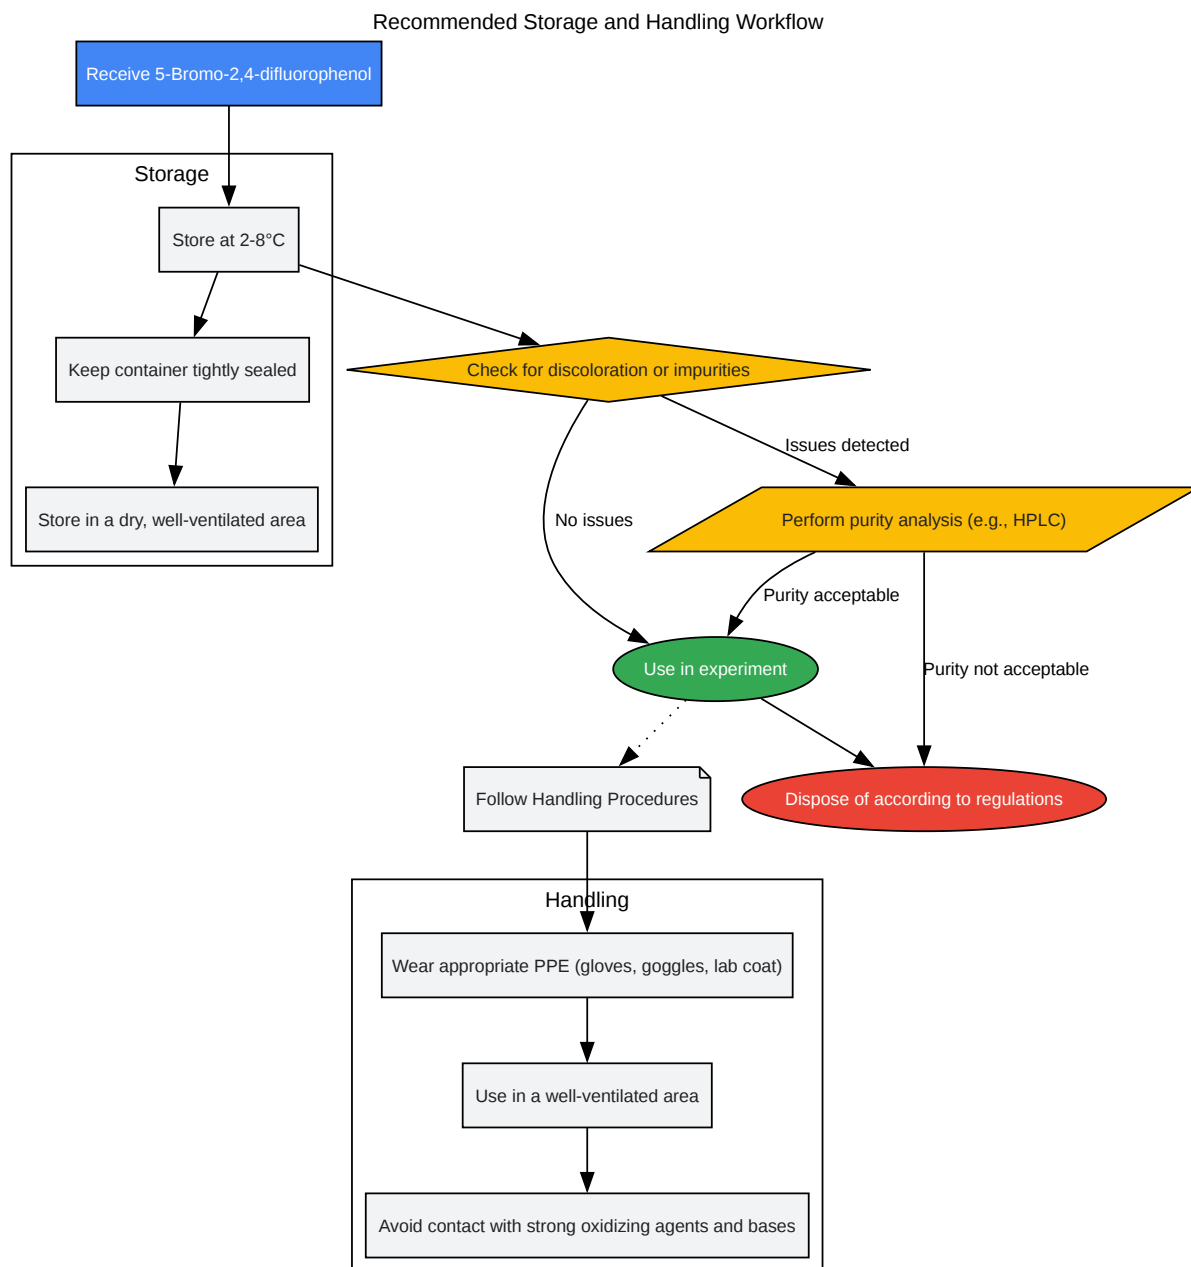 Recommended Storage and Handling Workflow
Receive 5-Bromo-2,4-difluorophenol
Storage
Store at 2-8°C
Keep container tightly sealed
Check for discoloration or impurities
Issues detected
Store in a dry, well-ventilated area
No issues
Perform purity analysis (e.g., HPLC)
Purity acceptable
Use in experiment
Purity not acceptable
Follow Handling Procedures
Dispose of according to regulations
Handling
Wear appropriate PPE (gloves, goggles, lab coat)
Use in a well-ventilated area
Avoid contact with strong oxidizing agents and bases